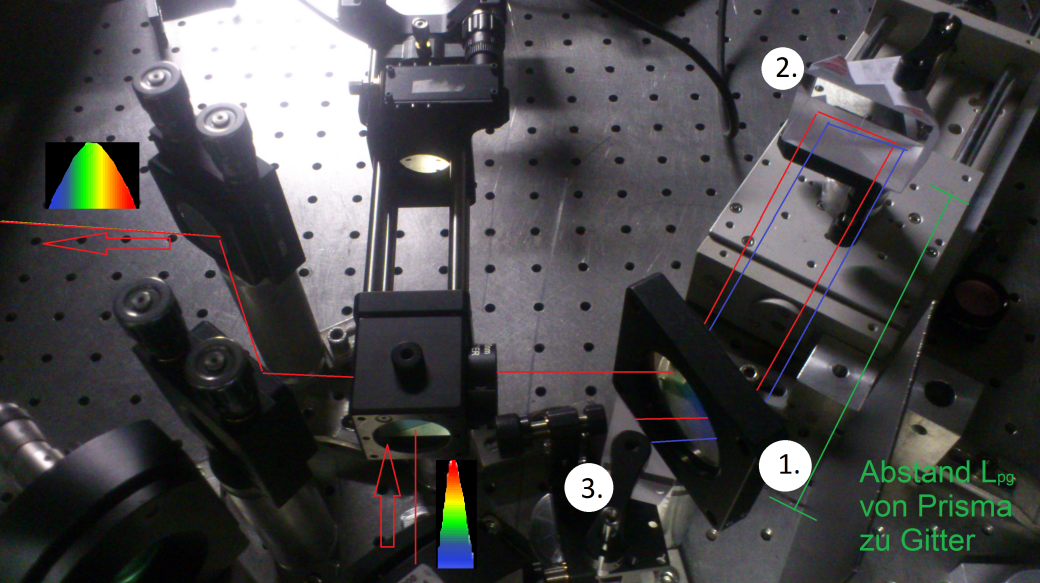 2.
1.
3.
Abstand Lpg
von Prisma
zu Gitter